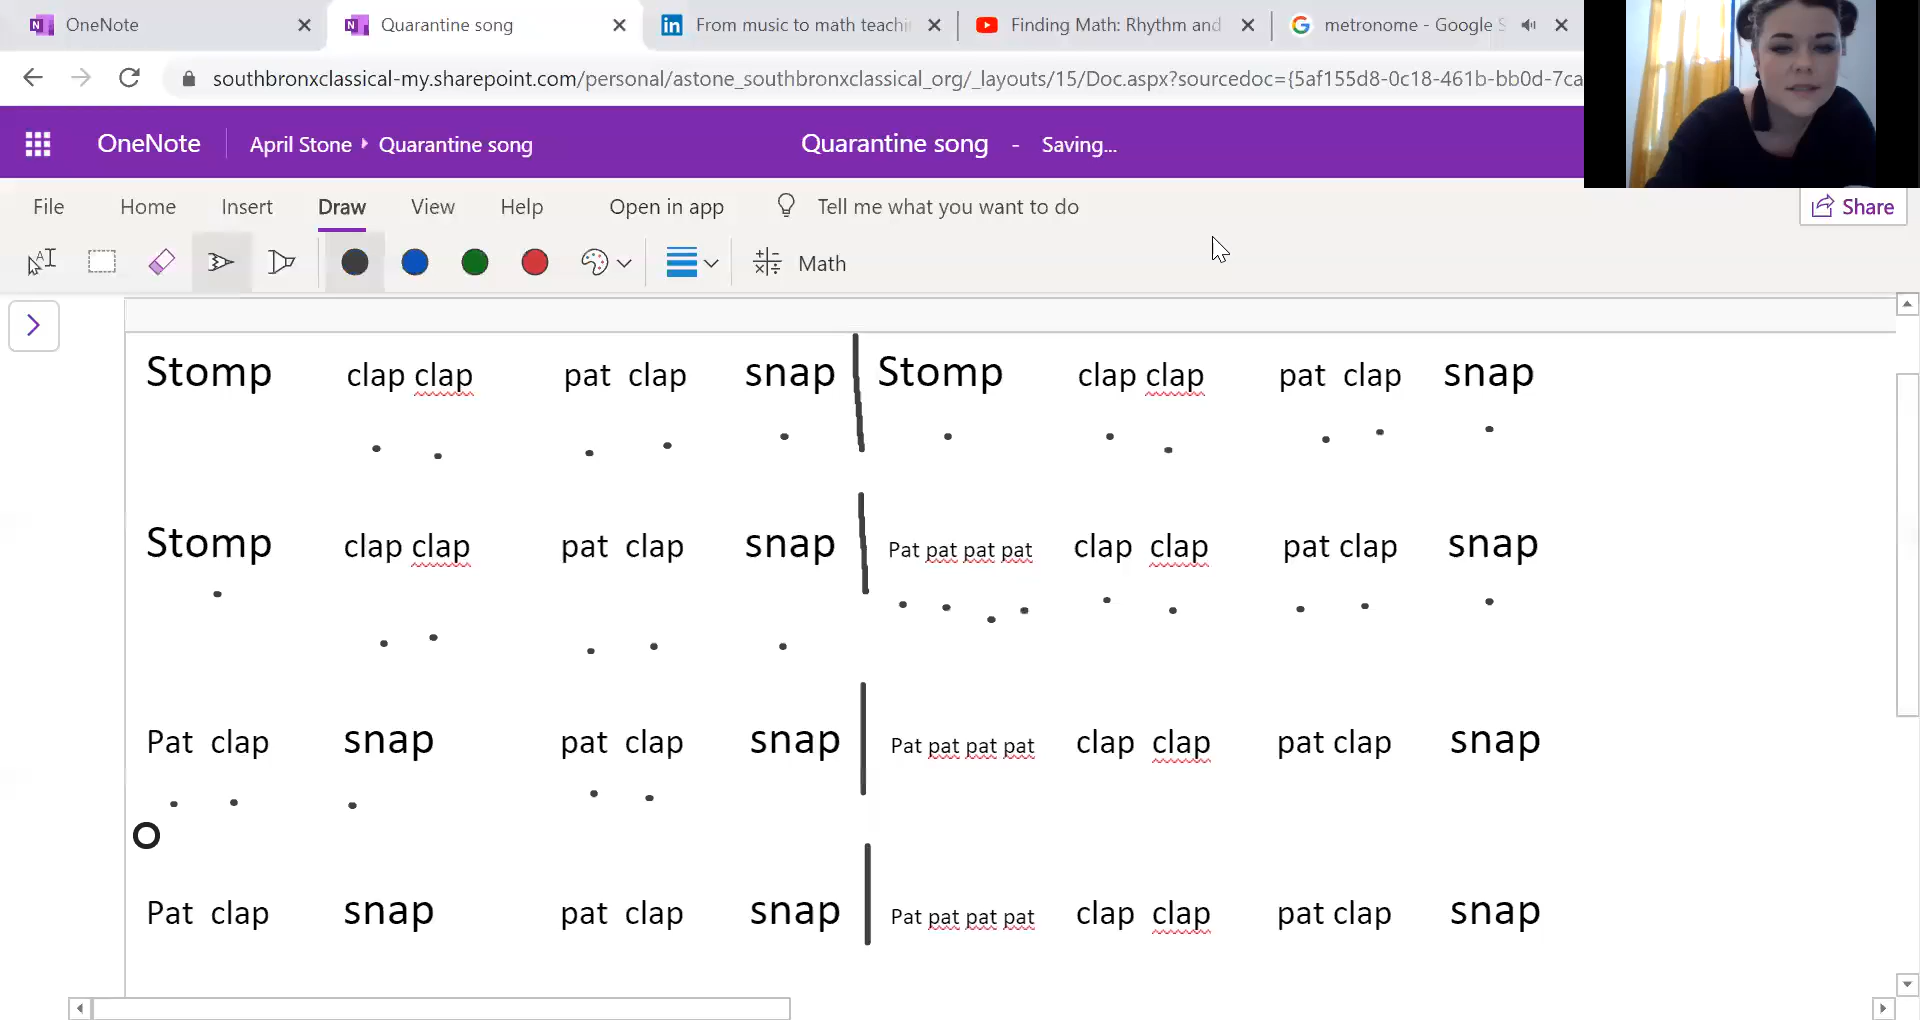 OneNote Quarantine song From music to math teachi Finding Math: Rhythm and metronome - Google S
southbronxclassical-my.sharepoint.com/personal/astone_southbronxclassical_org/_layouts/15/Doc.aspx?sourcedoc={5af155d8-0c18-461b-bb0d-7ca
OneNote April Stone Quarantine song Quarantine song - Saving...
File Home Insert Draw View Help Open in app Tell me what you want to do Share
Math
Stomp clap clap pat clap snap Stomp clap clap pat clap snap
Stomp clap clap pat clap snap Pat pat pat pat clap clap pat clap snap
Pat clap snap pat clap snap Pat pat pat pat clap clap pat clap snap
Pat clap snap pat clap snap Pat pat pat pat clap clap pat clap snap